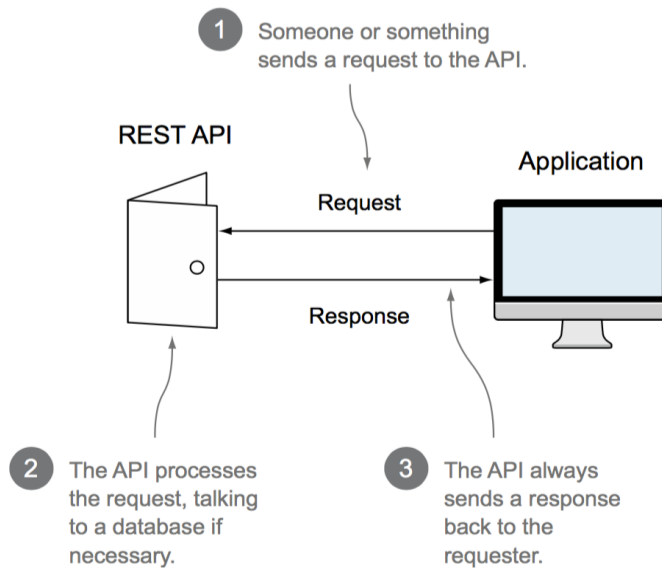 1
Someone or something
sends a request to the API.
REST API
Application
Request
Response
2
The API processes
the request, talking
to a database if
necessary.
3
The API always
sends a response
back to the
requester.